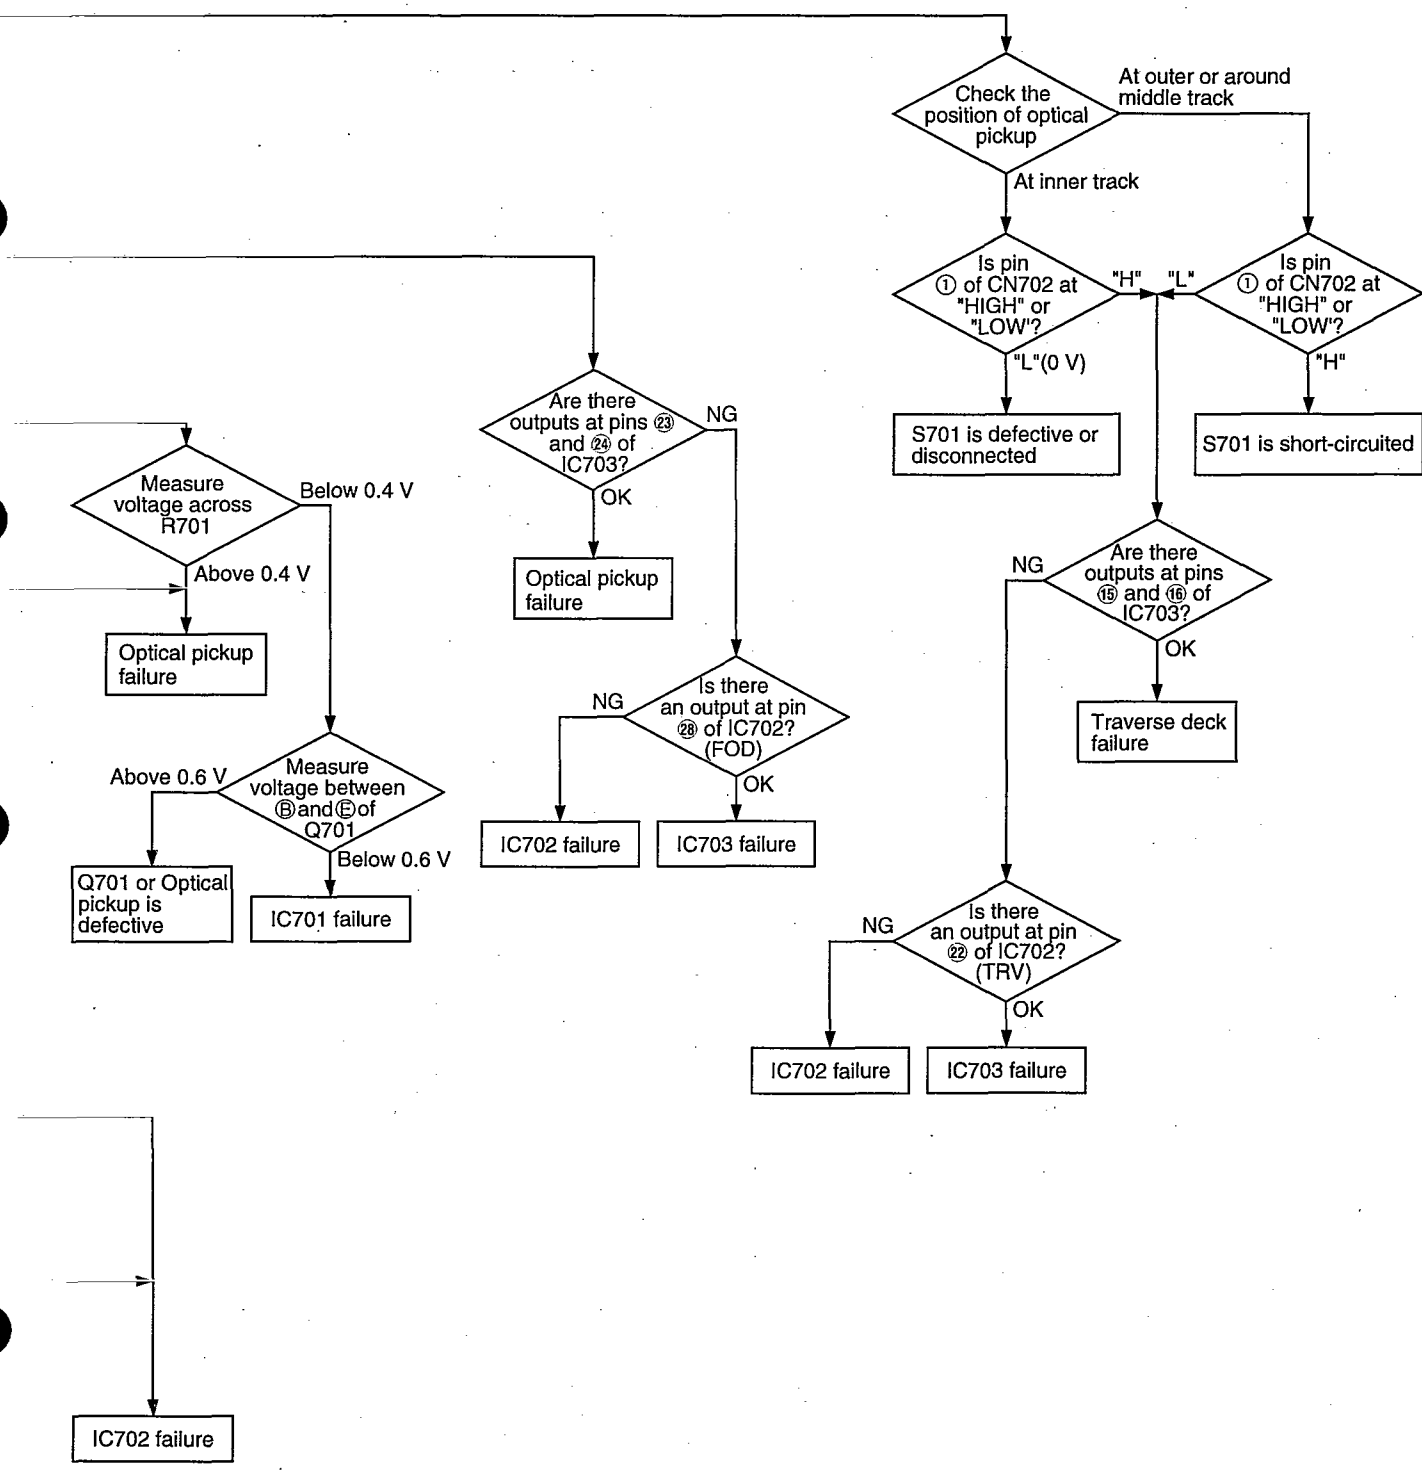 Check the
position of optical
pickup
At outer or around
middle track
At inner track
Is pin
① of CN702 at
"HIGH" or
"LOW"?
"H"
"L"
Is pin
① of CN702 at
"HIGH" or
"LOW"?
"L"(0 V)
"H"
S701 is defective or
disconnected
S701 is short-circuited
Are there
outputs at pins ㉓
and ㉔ of
IC703?
NG
OK
Optical pickup
failure
Measure
voltage across
R701
Below 0.4 V
Above 0.4 V
Optical pickup
failure
Are there
outputs at pins
⑮ and ⑯ of
IC703?
NG
OK
Traverse deck
failure
Is there
an output at pin
㉘ of IC702?
(FOD)
NG
OK
IC702 failure
IC703 failure
Measure
voltage between
Ⓑ and Ⓔ of
Q701
Above 0.6 V
Below 0.6 V
Q701 or Optical
pickup is
defective
IC701 failure
Is there
an output at pin
㉒ of IC702?
(TRV)
NG
OK
IC702 failure
IC703 failure
IC702 failure